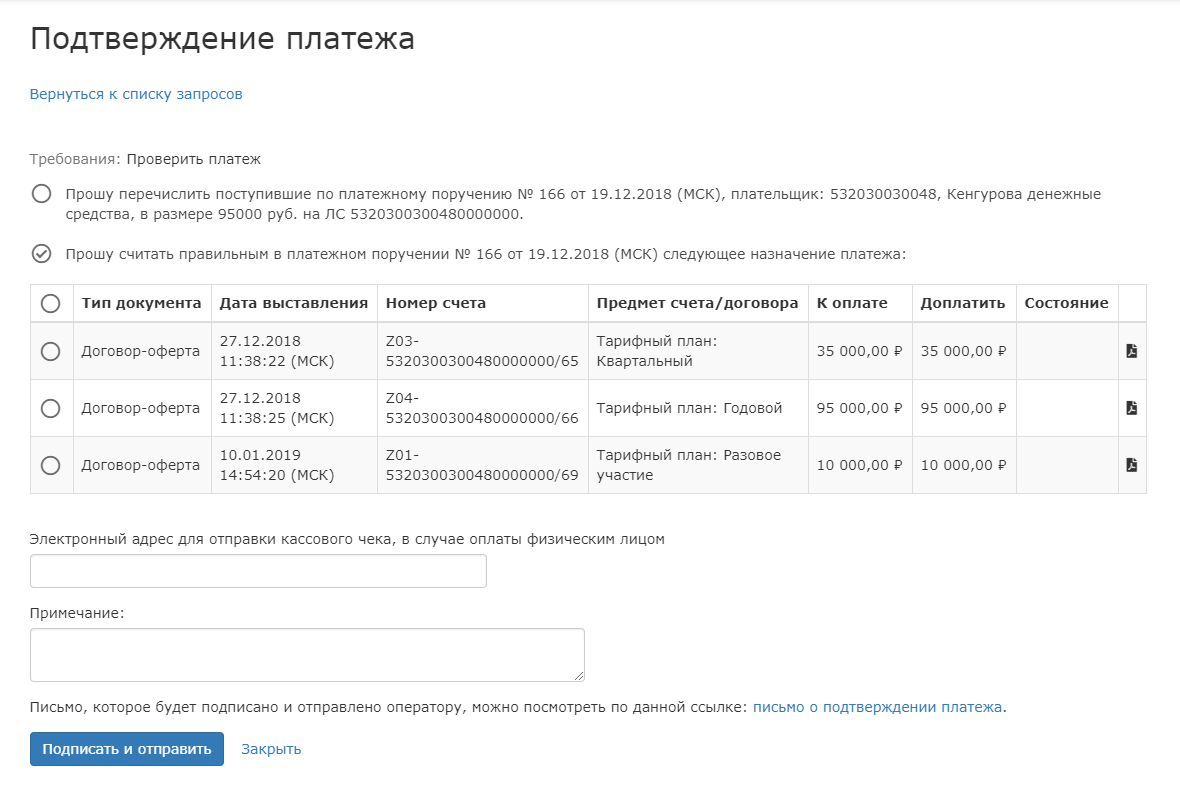 Подтверждение платежа
Вернуться к списку запросов
Требования: Проверить платеж
Прошу перечислить поступившие по платежному поручению № 166 от 19.12.2018 (МСК), плательщик: 532030030048, Кенгурова денежные
средства, в размере 95000 руб. на ЛС 5320300300480000000.
Прошу считать правильным в платежном поручении № 166 от 19.12.2018 (МСК) следующее назначение платежа:
Тип документа Дата выставления Номер счета Предмет счета/договора К оплате Доплатить Состояние
Договор-оферта 27.12.2018 11:38:22 (МСК) Z03-5320300300480000000/65 Тарифный план: Квартальный 35 000,00 ₽ 35 000,00 ₽
Договор-оферта 27.12.2018 11:38:25 (МСК) Z04-5320300300480000000/66 Тарифный план: Годовой 95 000,00 ₽ 95 000,00 ₽
Договор-оферта 10.01.2019 14:54:20 (МСК) Z01-5320300300480000000/69 Тарифный план: Разовое участие 10 000,00 ₽ 10 000,00 ₽
Электронный адрес для отправки кассового чека, в случае оплаты физическим лицом
Примечание:
Письмо, которое будет подписано и отправлено оператору, можно посмотреть по данной ссылке: письмо о подтверждении платежа.
Подписать и отправить Закрыть